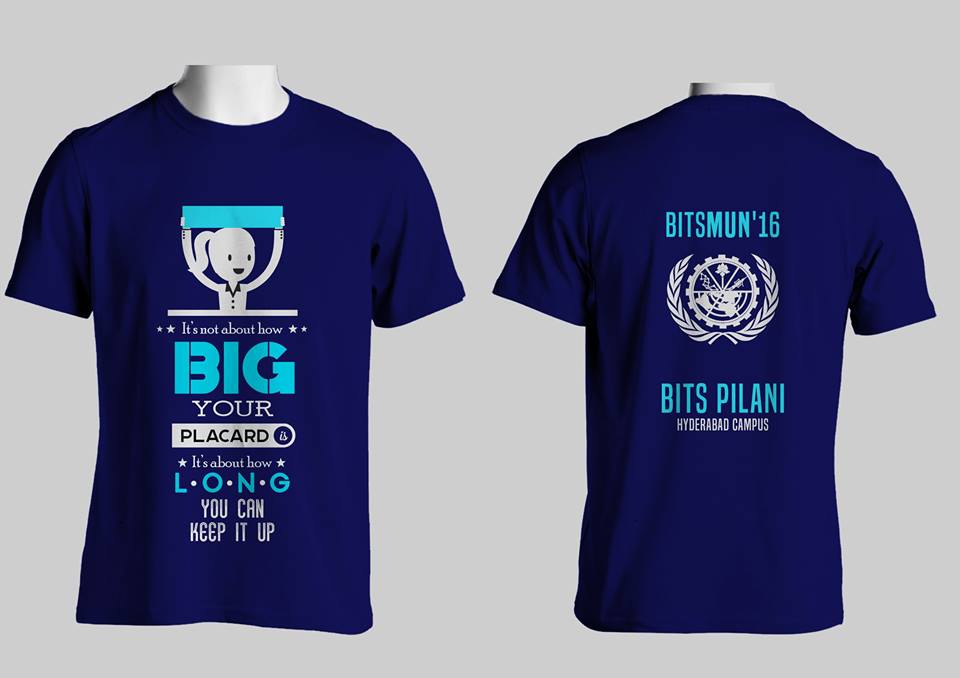 It's not about how
BIG
YOUR
PLACARD is
It's about how
L·O·N·G
YOU CAN
KEEP IT UP
BITSMUN'16
BITS PILANI
HYDERABAD CAMPUS